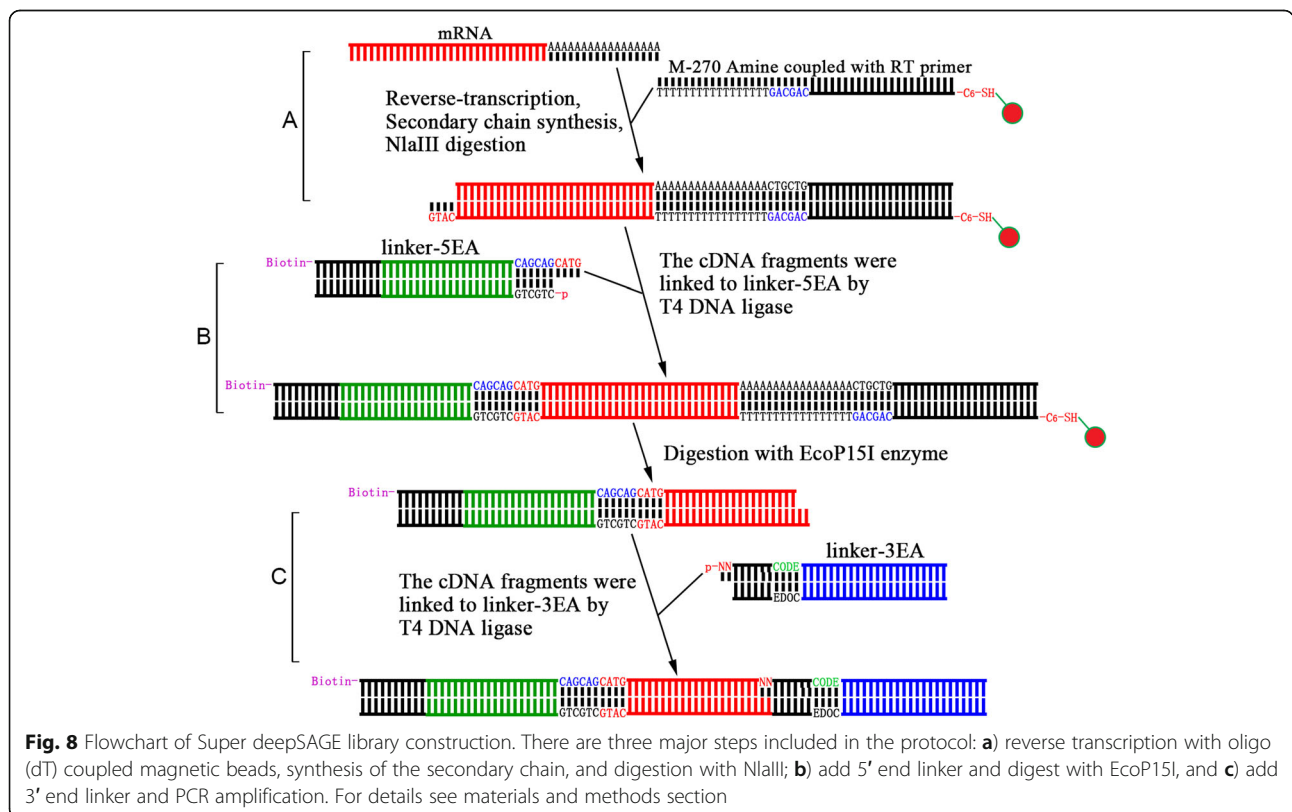 mRNA
AAAAAAAAAAAAAAAAA
M-270 Amine coupled with RT primer
TTTTTTTTTTTTTTTTTGACGAC
-C6-SH
Reverse-transcription,
Secondary chain synthesis,
NlaIII digestion
A
AAAAAAAAAAAAAAAAACTGCTG
GTAC
TTTTTTTTTTTTTTTTTGACGAC
-C6-SH
linker-5EA
Biotin-
CAGCAGCATG
GTCGTC-p
The cDNA fragments were
linked to linker-5EA by
T4 DNA ligase
B
Biotin-
CAGCAGCATG
AAAAAAAAAAAAAAAAACTGCTG
GTCGTCGTAC
TTTTTTTTTTTTTTTTTGACGAC
-C6-SH
Digestion with EcoP15I enzyme
Biotin-
CAGCAGCATG
GTCGTCGTAC
C
linker-3EA
p-NN
CODE
EDOC
The cDNA fragments were
linked to linker-3EA by
T4 DNA ligase
Biotin-
CAGCAGCATG
NN
CODE
GTCGTCGTAC
EDOC
Fig. 8 Flowchart of Super deepSAGE library construction. There are three major steps included in the protocol: a) reverse transcription with oligo
(dT) coupled magnetic beads, synthesis of the secondary chain, and digestion with NlaIII; b) add 5′ end linker and digest with EcoP15I, and c) add
3′ end linker and PCR amplification. For details see materials and methods section